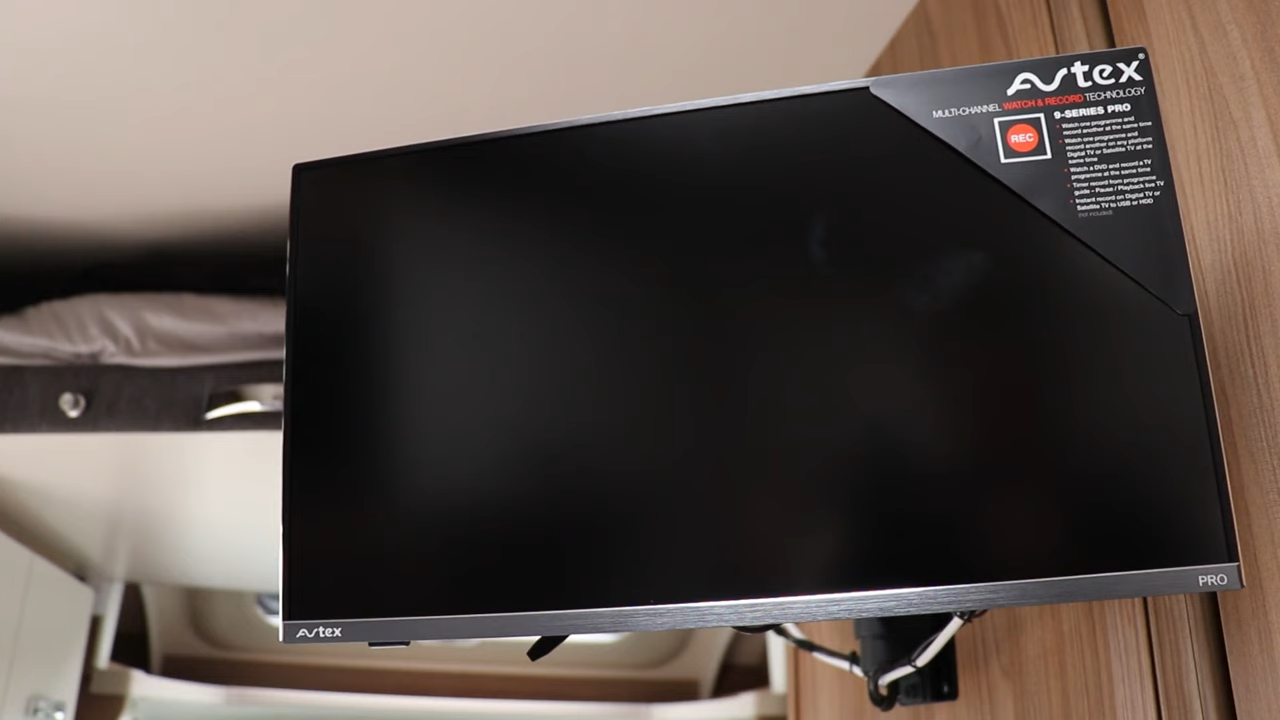 Avtex®
MULTI-CHANNEL WATCH & RECORD TECHNOLOGY
9-SERIES PRO
REC
• Watch one programme and
record another at the same time
• Watch one programme and
record another on any platform
Digital TV or Satellite TV at the
same time
• Watch a DVD and record a TV
programme at the same time
• Timer record from programme
guide – Pause / Playback live TV
• Instant record on Digital TV or
Satellite TV to USB or HDD
(not included)
PRO
Avtex